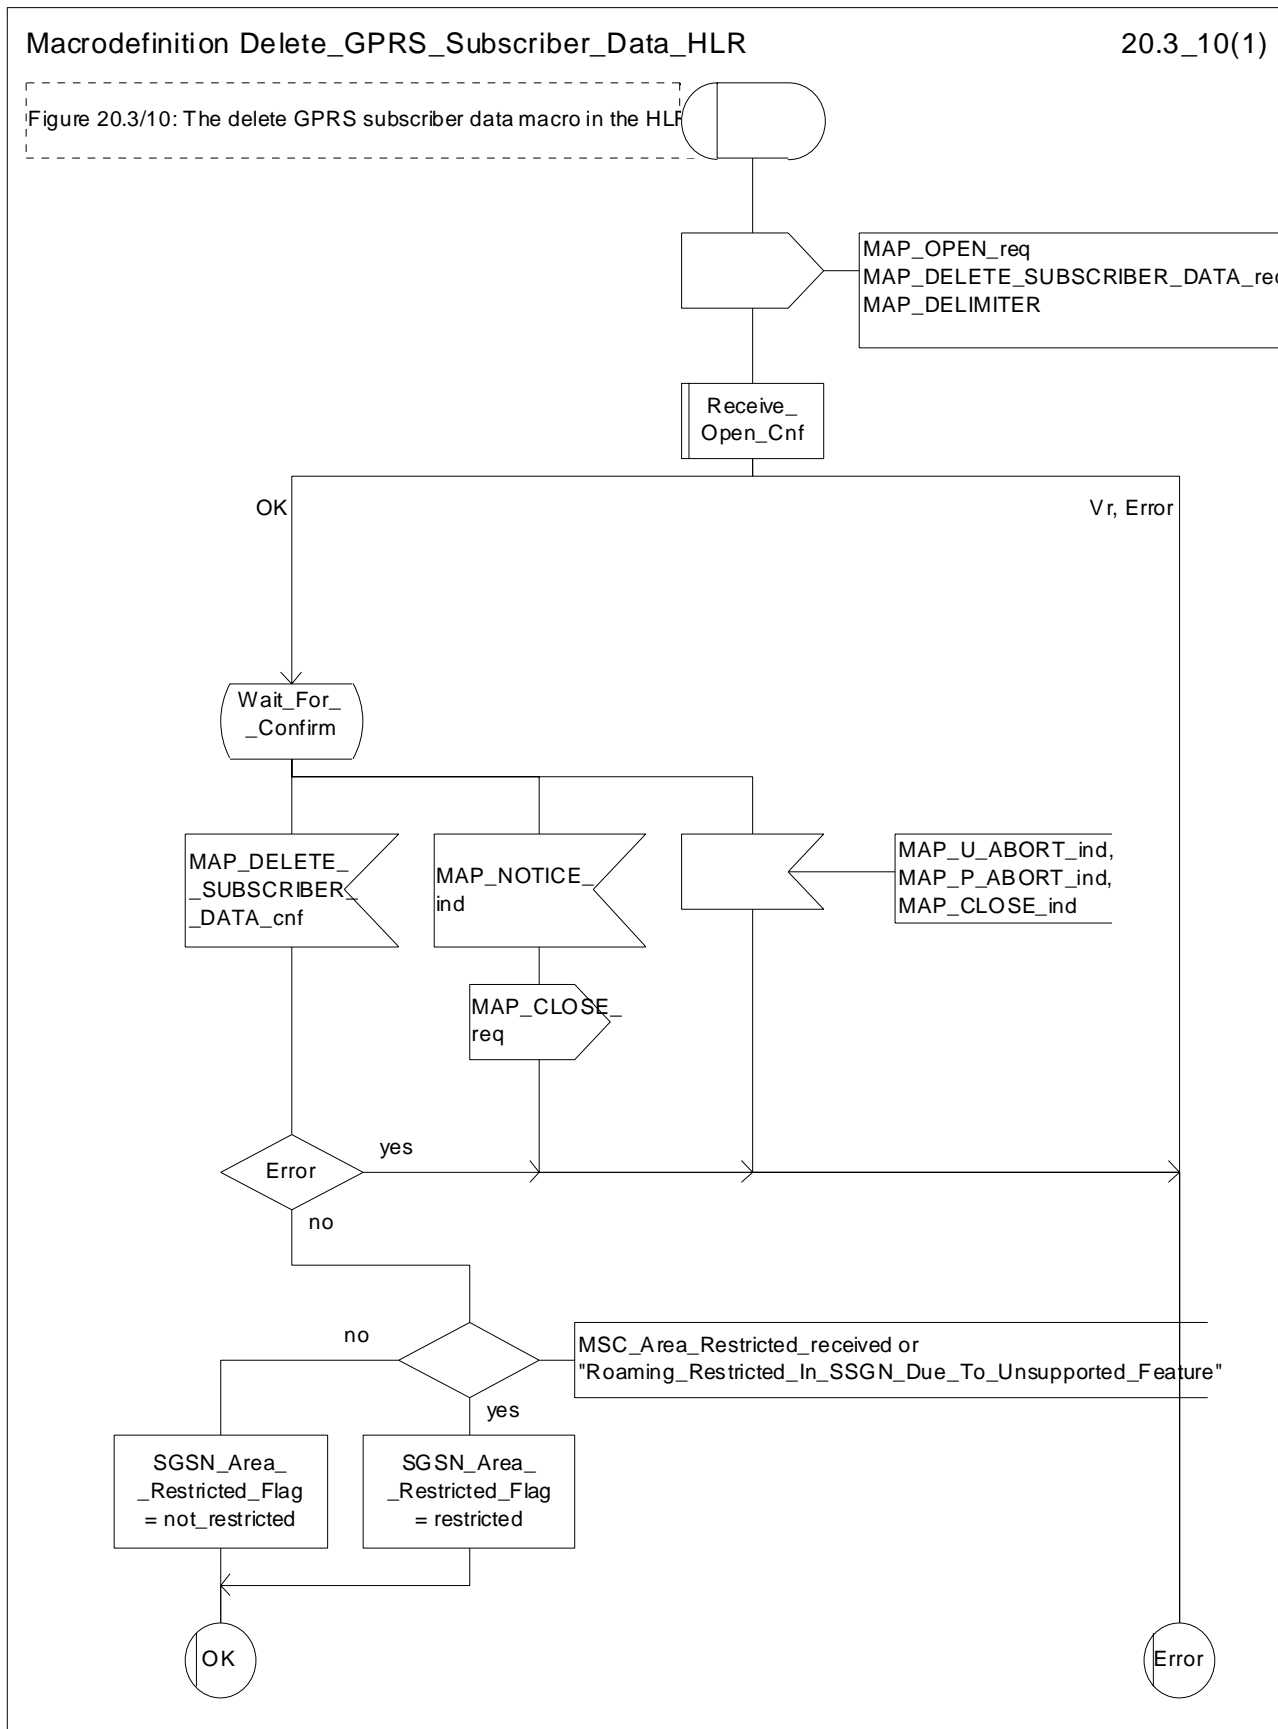 Macrodefinition Delete_GPRS_Subscriber_Data_HLR
20.3_10(1)
Figure 20.3/10: The delete GPRS subscriber data macro in the HLR
MAP_OPEN_req
MAP_DELETE_SUBSCRIBER_DATA_req
MAP_DELIMITER
Receive_
Open_Cnf
OK
Vr, Error
Wait_For_
_Confirm
MAP_DELETE_
_SUBSCRIBER_
_DATA_cnf
MAP_NOTICE_
ind
MAP_U_ABORT_ind,
MAP_P_ABORT_ind,
MAP_CLOSE_ind
MAP_CLOSE_
req
Error
yes
no
no
MSC_Area_Restricted_received or
"Roaming_Restricted_In_SSGN_Due_To_Unsupported_Feature"
yes
SGSN_Area_
_Restricted_Flag
= not_restricted
SGSN_Area_
_Restricted_Flag
= restricted
OK
Error